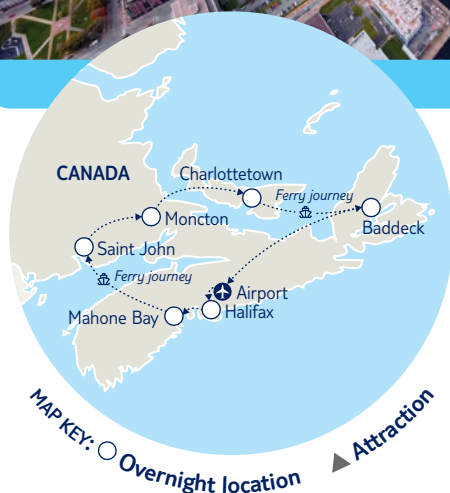 CANADA
Charlottetown
Ferry journey
Moncton
Baddeck
Saint John
Ferry journey
Airport
Mahone Bay
Halifax
MAP KEY: Overnight location
Attraction